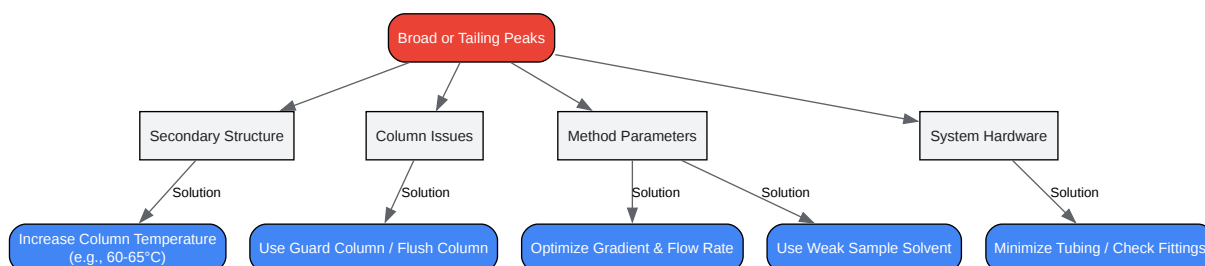 Broad or Tailing Peaks
Secondary Structure
Column Issues
Method Parameters
System Hardware
Solution
Solution
Solution
Solution
Solution
Increase Column Temperature
(e.g., 60-65°C)
Use Guard Column / Flush Column
Optimize Gradient & Flow Rate
Use Weak Sample Solvent
Minimize Tubing / Check Fittings